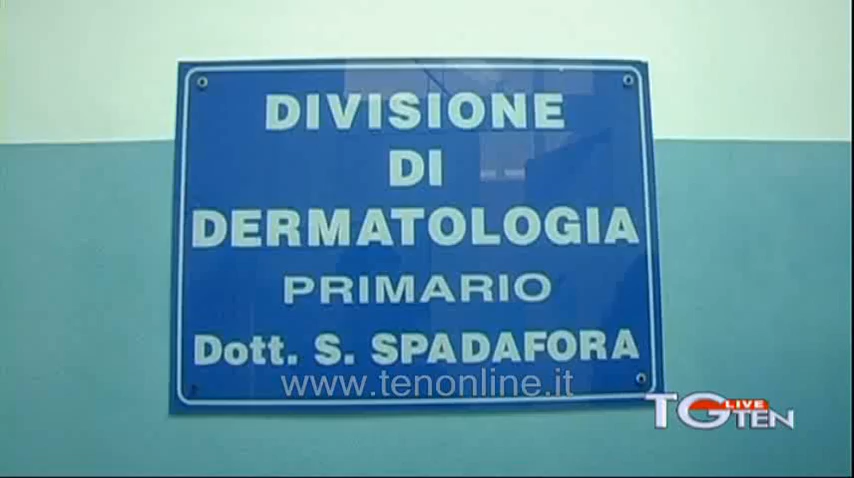 DIVISIONE
DI
DERMATOLOGIA
PRIMARIO
Dott. S. SPADAFORA
www.tenonline.it
TG LIVE TEN